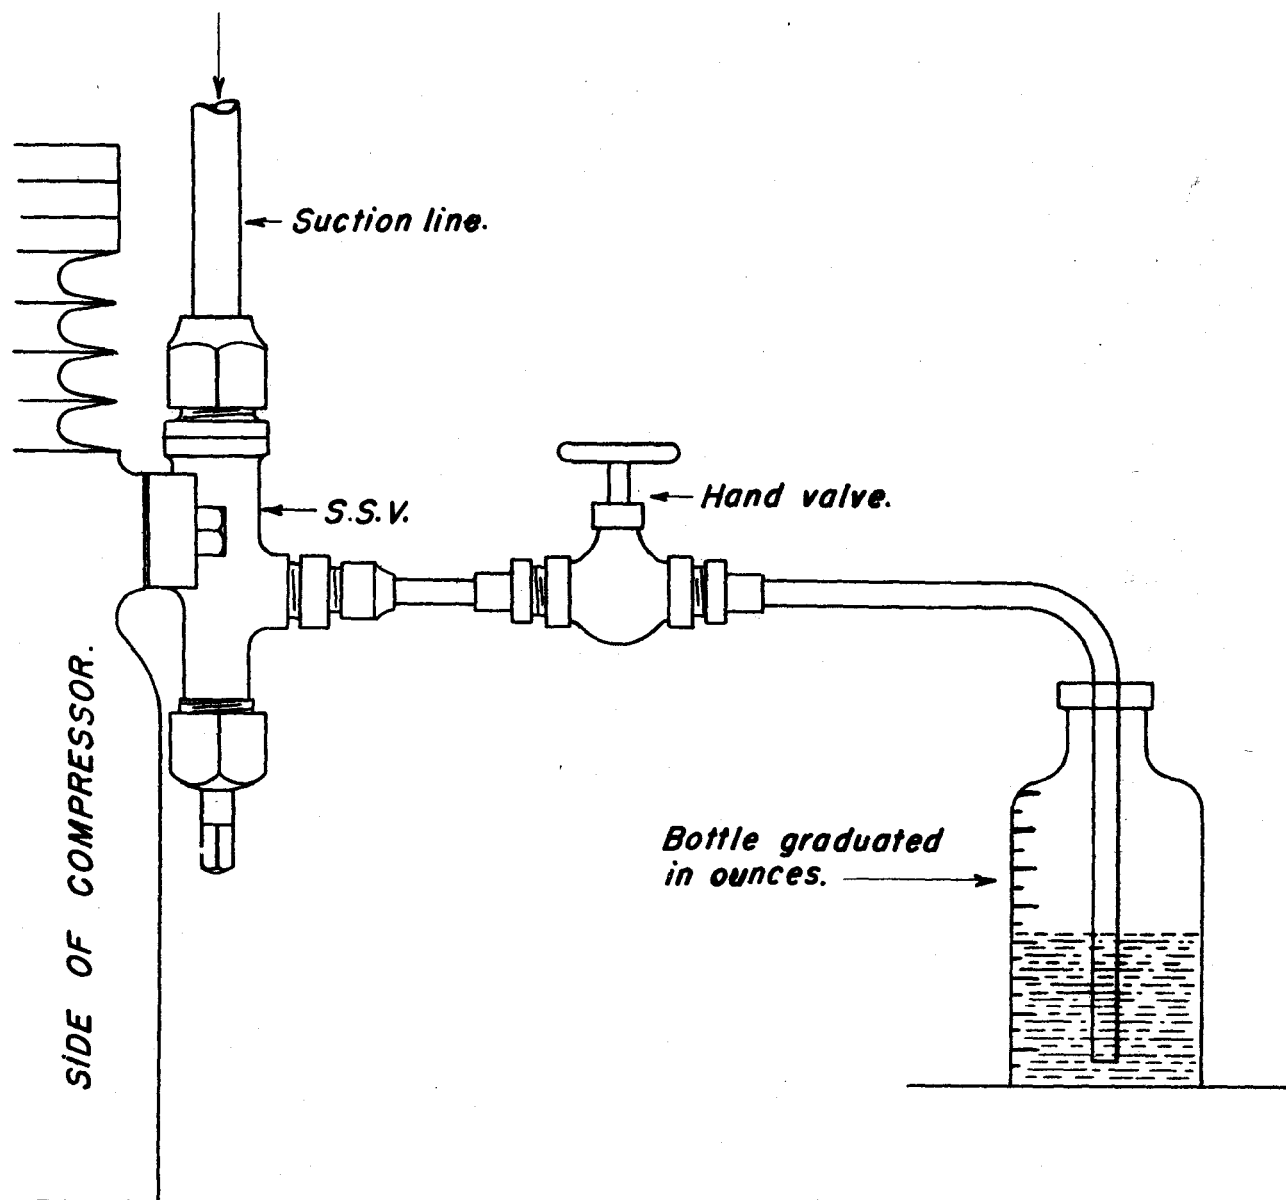 Suction line.
S.S.V.
Hand valve.
Bottle graduated
in ounces.
SIDE OF COMPRESSOR.